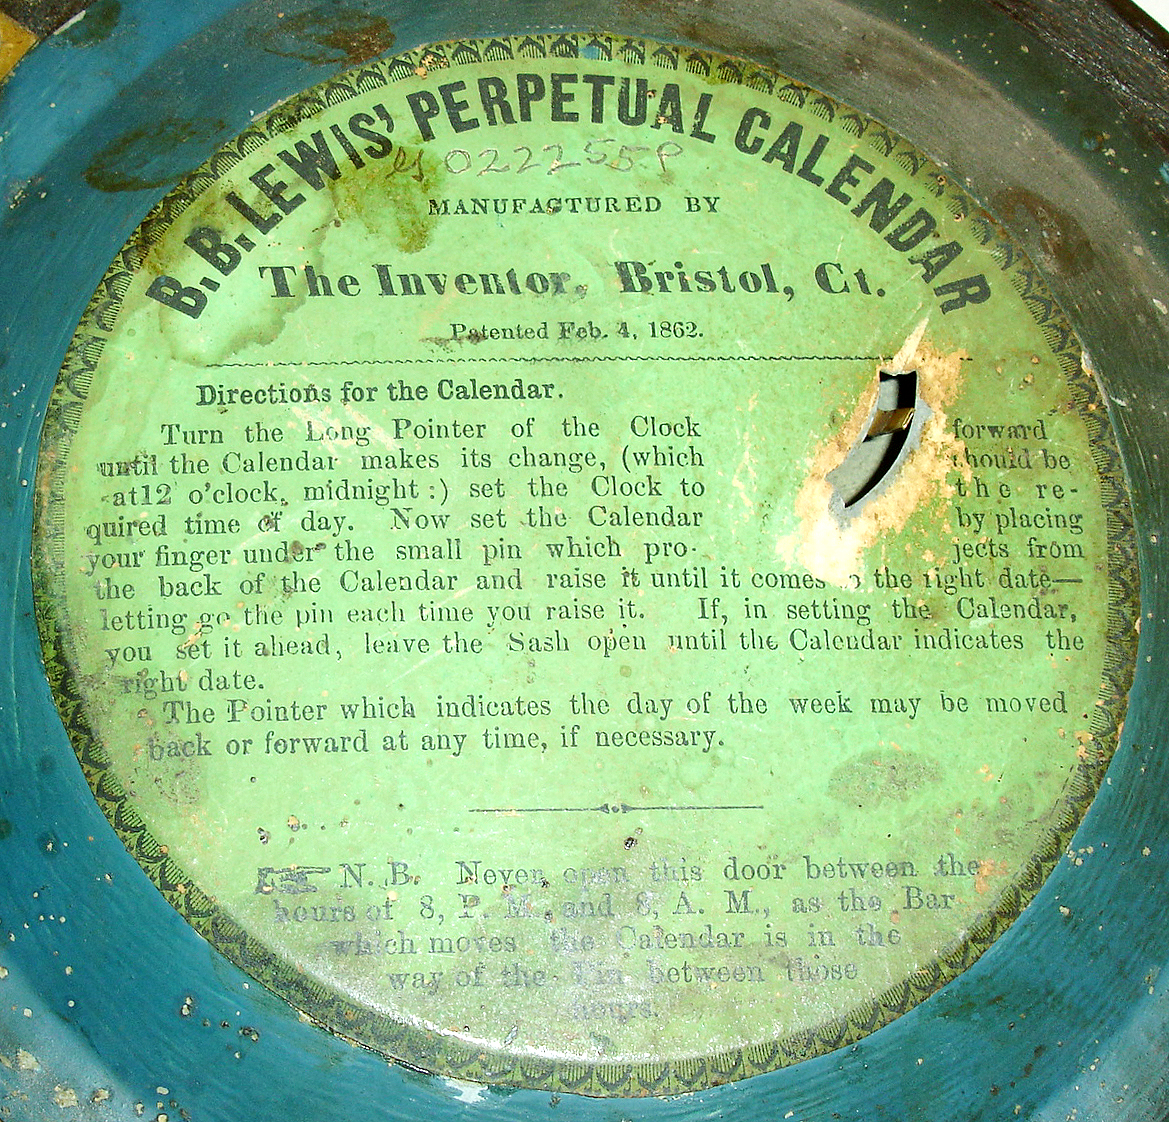 B. B. LEWIS' PERPETUAL CALENDAR
0222558
MANUFACTURED BY
The Inventor, Bristol, Ct.
Patented Feb. 4, 1862.
Directions for the Calendar.
Turn the Long Pointer of the Clock forward
until the Calendar makes its change, (which should be
at 12 o'clock, midnight:) set the Clock to the re-
quired time of day. Now set the Calendar by placing
your finger under the small pin which pro- jects from
the back of the Calendar and raise it until it comes to the right date—
letting go the pin each time you raise it. If, in setting the Calendar,
you set it ahead, leave the Sash open until the Calendar indicates the
right date.
The Pointer which indicates the day of the week may be moved
back or forward at any time, if necessary.
☞ N. B. Never open this door between the
hours of 8, P. M., and 8, A. M., as the Bar
which moves the Calendar is in the
way of the Pin between those
hours.